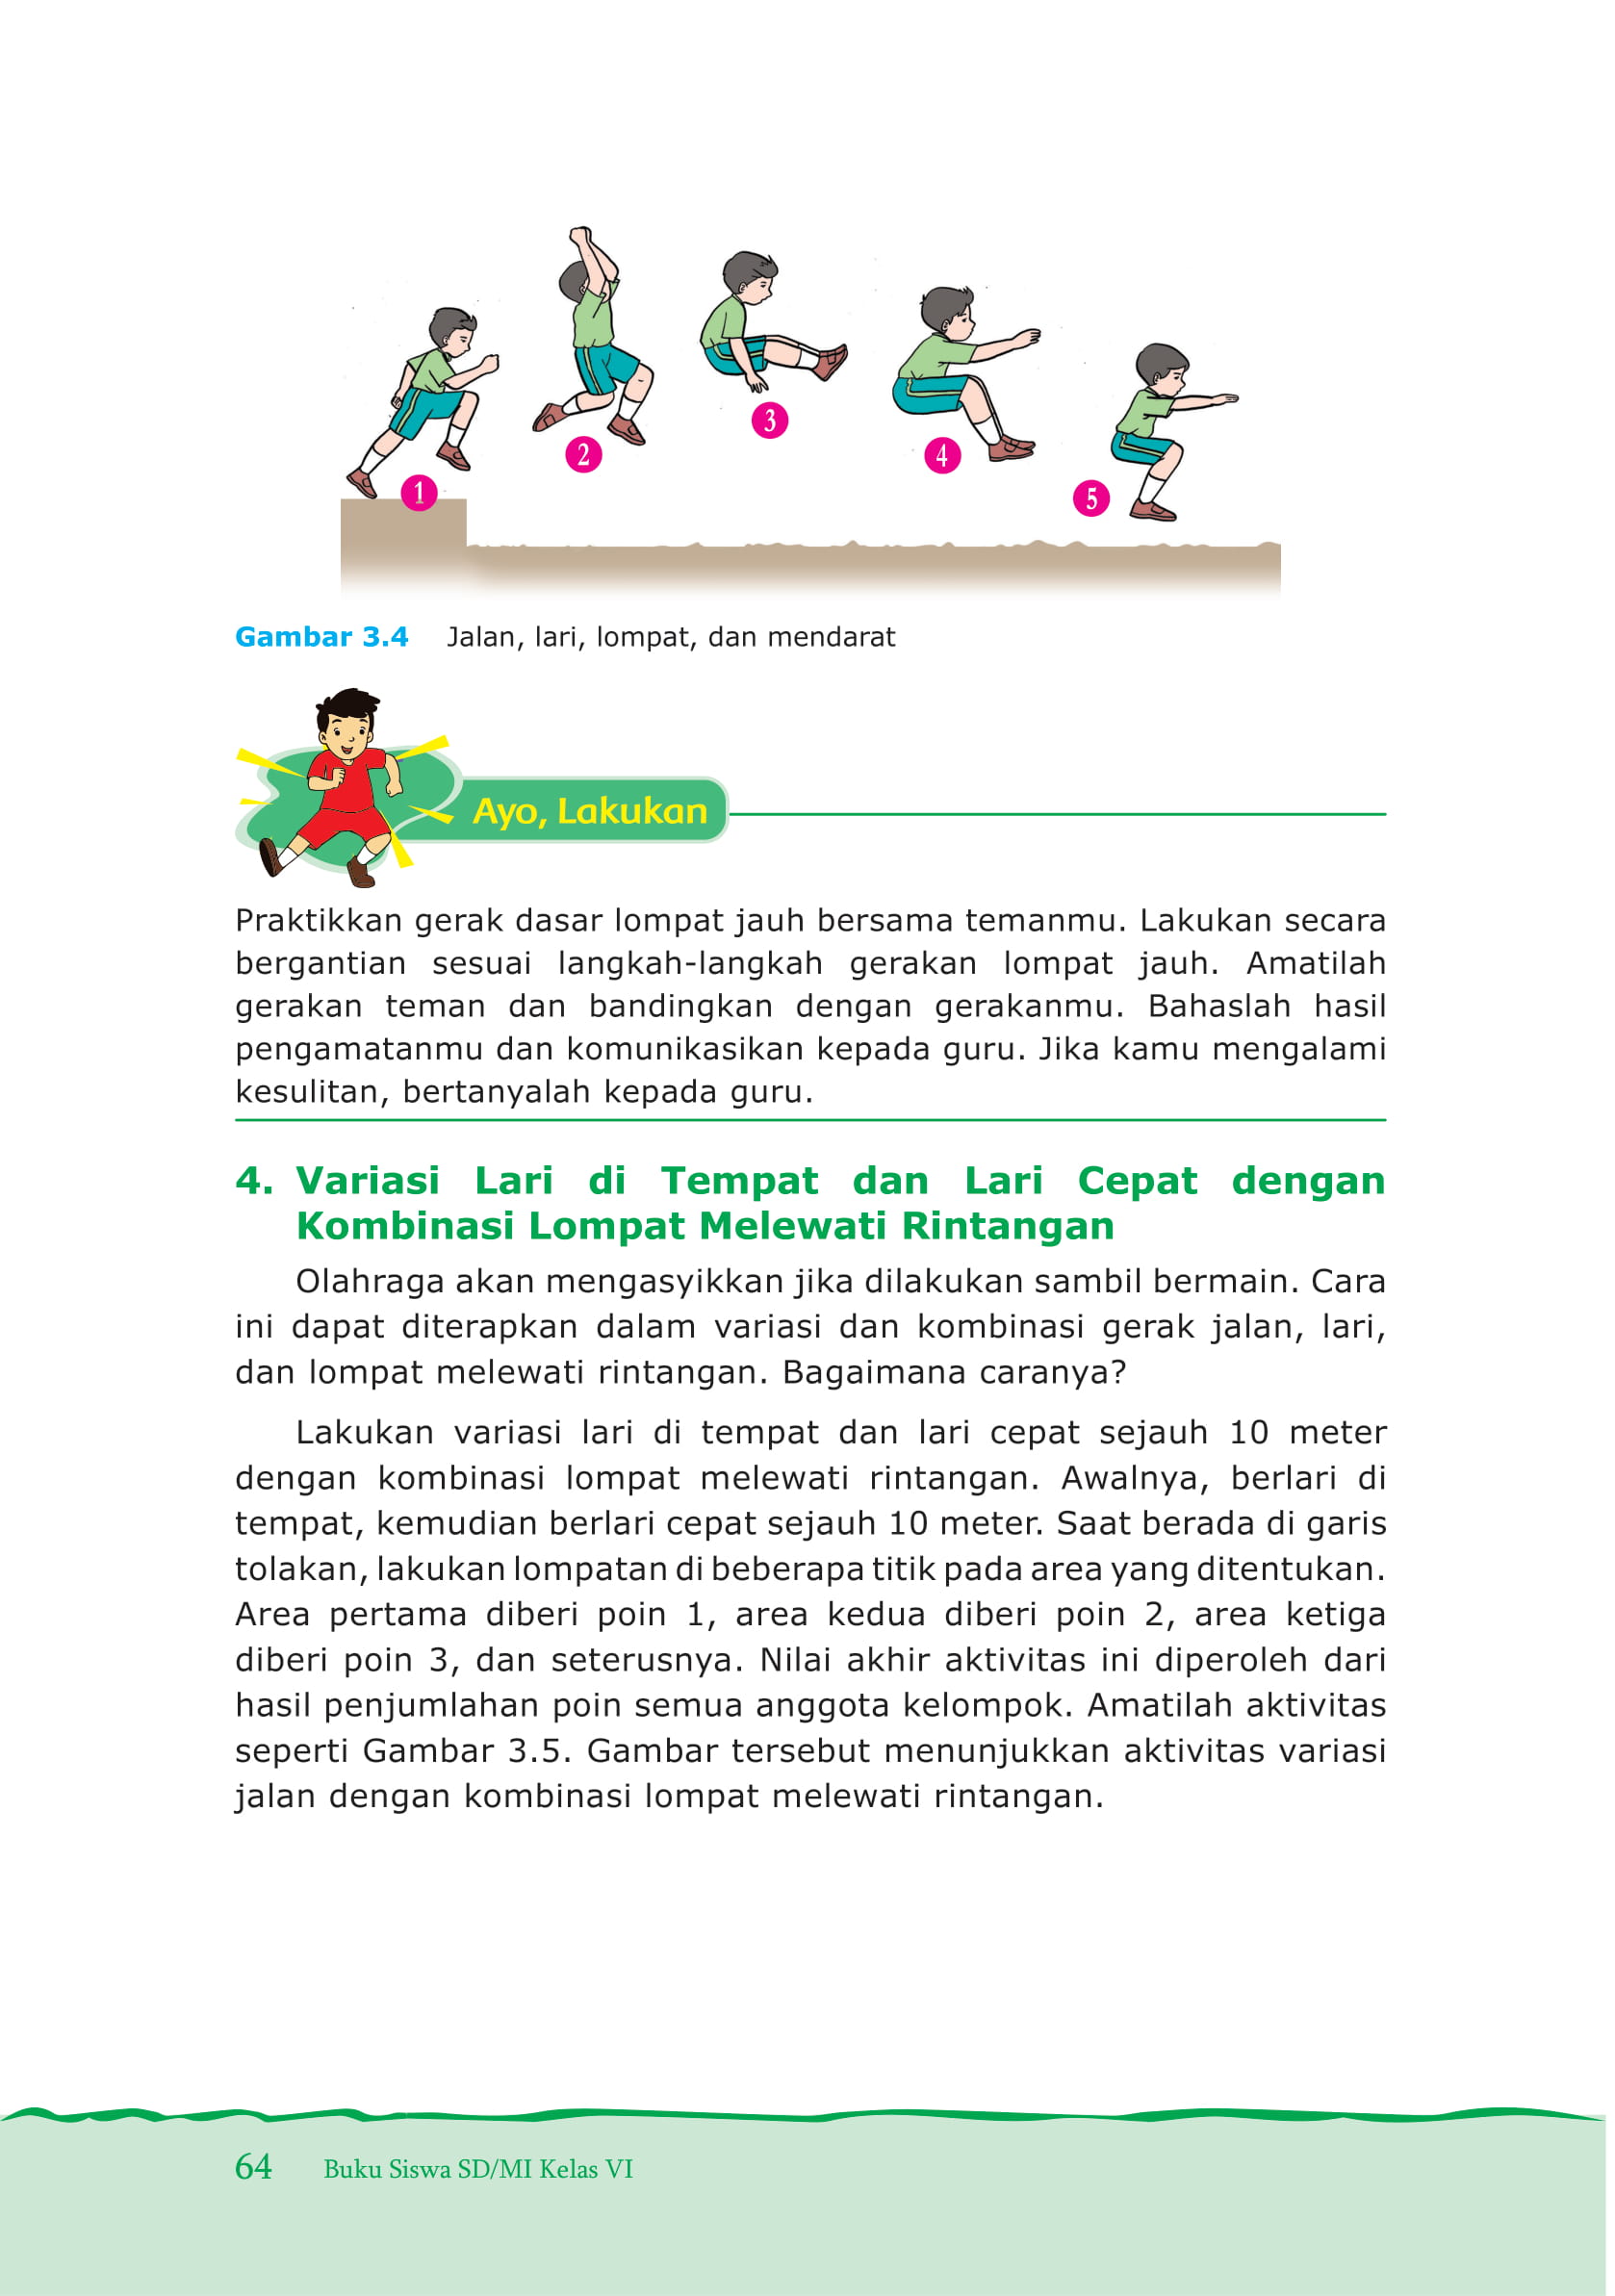 1
2
3
4
5
Gambar 3.4 Jalan, lari, lompat, dan mendarat
Ayo, Lakukan
Praktikkan gerak dasar lompat jauh bersama temanmu. Lakukan secara
bergantian sesuai langkah-langkah gerakan lompat jauh. Amatilah
gerakan teman dan bandingkan dengan gerakanmu. Bahaslah hasil
pengamatanmu dan komunikasikan kepada guru. Jika kamu mengalami
kesulitan, bertanyalah kepada guru.
4. Variasi Lari di Tempat dan Lari Cepat dengan
Kombinasi Lompat Melewati Rintangan
Olahraga akan mengasyikkan jika dilakukan sambil bermain. Cara
ini dapat diterapkan dalam variasi dan kombinasi gerak jalan, lari,
dan lompat melewati rintangan. Bagaimana caranya?
Lakukan variasi lari di tempat dan lari cepat sejauh 10 meter
dengan kombinasi lompat melewati rintangan. Awalnya, berlari di
tempat, kemudian berlari cepat sejauh 10 meter. Saat berada di garis
tolakan, lakukan lompatan di beberapa titik pada area yang ditentukan.
Area pertama diberi poin 1, area kedua diberi poin 2, area ketiga
diberi poin 3, dan seterusnya. Nilai akhir aktivitas ini diperoleh dari
hasil penjumlahan poin semua anggota kelompok. Amatilah aktivitas
seperti Gambar 3.5. Gambar tersebut menunjukkan aktivitas variasi
jalan dengan kombinasi lompat melewati rintangan.
64 Buku Siswa SD/MI Kelas VI